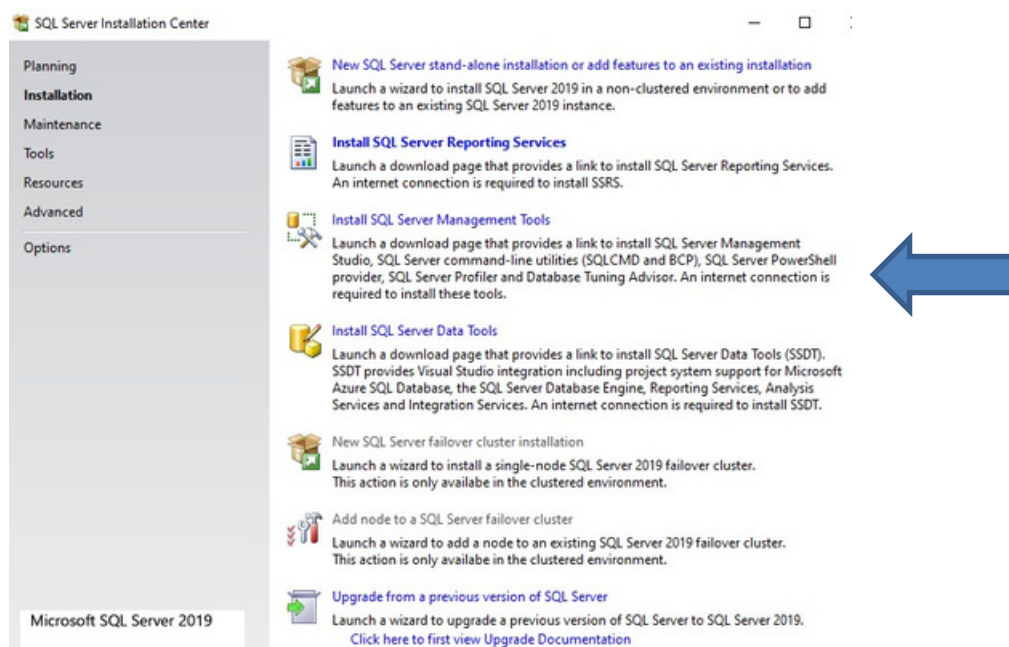 SQL Server Installation Center
Planning
Installation
Maintenance
Tools
Resources
Advanced
Options
Microsoft SQL Server 2019
New SQL Server stand-alone installation or add features to an existing installation
Launch a wizard to install SQL Server 2019 in a non-clustered environment or to add
features to an existing SQL Server 2019 instance.
Install SQL Server Reporting Services
Launch a download page that provides a link to install SQL Server Reporting Services.
An internet connection is required to install SSRS.
Install SQL Server Management Tools
Launch a download page that provides a link to install SQL Server Management
Studio, SQL Server command-line utilities (SQLCMD and BCP), SQL Server PowerShell
provider, SQL Server Profiler and Database Tuning Advisor. An internet connection is
required to install these tools.
Install SQL Server Data Tools
Launch a download page that provides a link to install SQL Server Data Tools (SSDT).
SSDT provides Visual Studio integration including project system support for Microsoft
Azure SQL Database, the SQL Server Database Engine, Reporting Services, Analysis
Services and Integration Services. An internet connection is required to install SSDT.
New SQL Server failover cluster installation
Launch a wizard to install a single-node SQL Server 2019 failover cluster.
This action is only availabe in the clustered environment.
Add node to a SQL Server failover cluster
Launch a wizard to add a node to an existing SQL Server 2019 failover cluster.
This action is only availabe in the clustered environment.
Upgrade from a previous version of SQL Server
Launch a wizard to upgrade a previous version of SQL Server to SQL Server 2019.
Click here to first view Upgrade Documentation